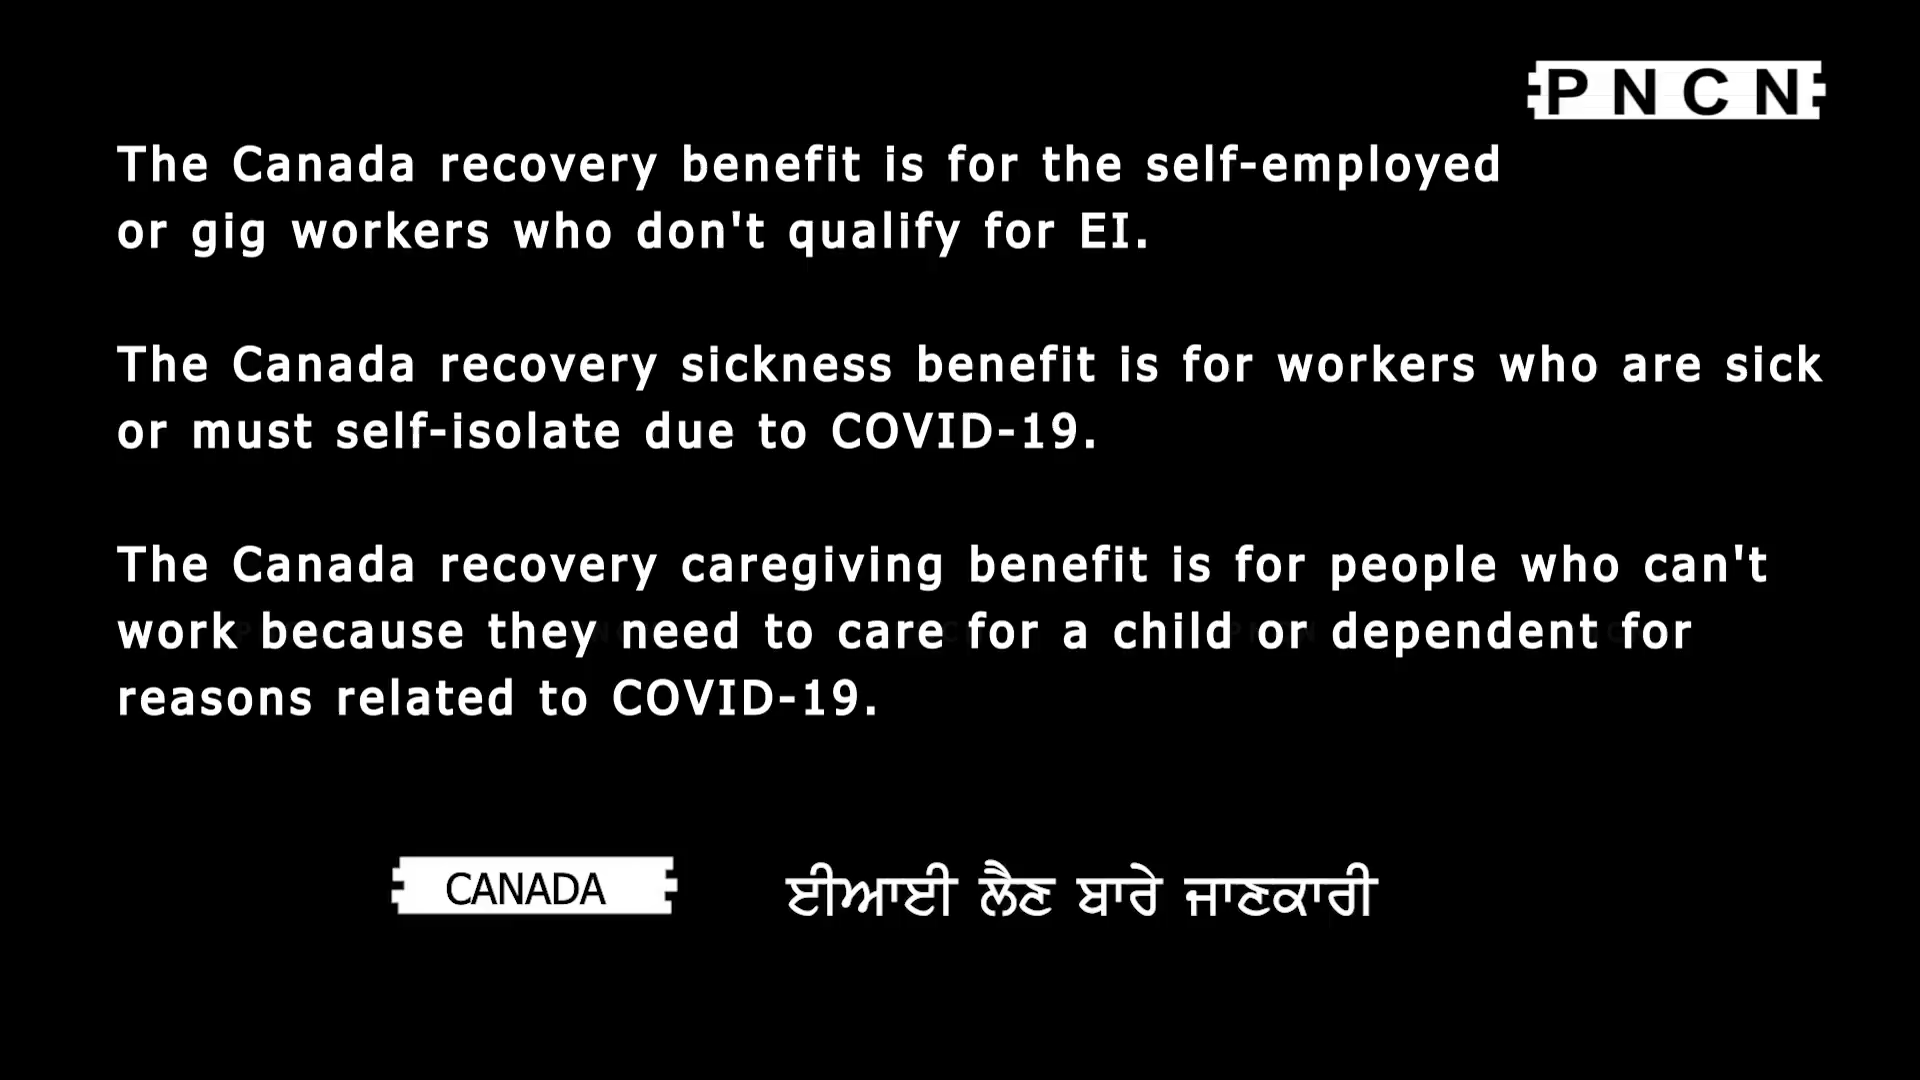 PNCN
The Canada recovery benefit is for the self-employed
or gig workers who don't qualify for EI.
The Canada recovery sickness benefit is for workers who are sick
or must self-isolate due to COVID-19.
The Canada recovery caregiving benefit is for people who can't
work because they need to care for a child or dependent for
reasons related to COVID-19.
CANADA
ਈਆਈ ਲੈਣ ਬਾਰੇ ਜਾਣਕਾਰੀ